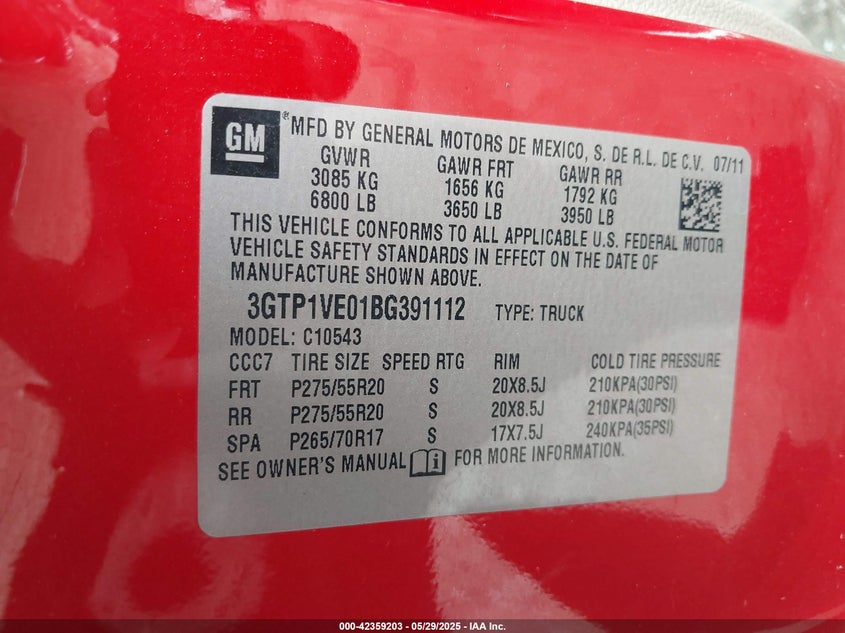 GM
® MFD BY GENERAL MOTORS DE MEXICO, S. DE R.L. DE C.V. 07/11
GVWR GAWR FRT GAWR RR
3085 KG 1656 KG 1792 KG
6800 LB 3650 LB 3950 LB
THIS VEHICLE CONFORMS TO ALL APPLICABLE U.S. FEDERAL MOTOR
VEHICLE SAFETY STANDARDS IN EFFECT ON THE DATE OF
MANUFACTURE SHOWN ABOVE.
3GTP1VE01BG391112 TYPE: TRUCK
MODEL: C10543
CCC7 TIRE SIZE SPEED RTG RIM COLD TIRE PRESSURE
FRT P275/55R20 S 20X8.5J 210KPA(30PSI)
RR P275/55R20 S 20X8.5J 210KPA(30PSI)
SPA P265/70R17 S 17X7.5J 240KPA(35PSI)
SEE OWNER'S MANUAL FOR MORE INFORMATION.
000-42359203 — 05/29/2025 — IAA Inc.